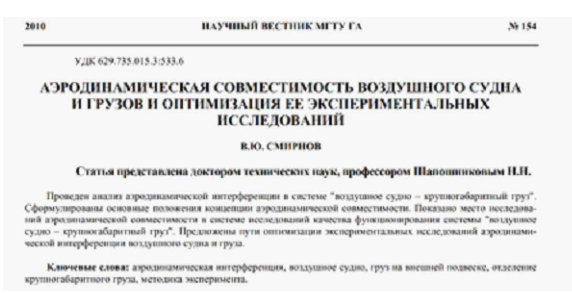 2010 НАУЧНЫЙ ВЕСТНИК МГТУ ГА № 154
УДК 629.735.015.3:533.6
АЭРОДИНАМИЧЕСКАЯ СОВМЕСТИМОСТЬ ВОЗДУШНОГО СУДНА
И ГРУЗОВ И ОПТИМИЗАЦИЯ ЕЕ ЭКСПЕРИМЕНТАЛЬНЫХ
ИССЛЕДОВАНИЙ
В.Ю. СМИРНОВ
Статья представлена доктором технических наук, профессором Шапошниковым Н.Н.
Проведен анализ аэродинамической интерференции в системе "воздушное судно – крупногабаритный груз".
Сформулированы основные положения концепции аэродинамической совместимости. Показано место исследова-
ний аэродинамической совместимости в системе исследований качества функционирования системы "воздушное
судно – крупногабаритный груз". Предложены пути оптимизации экспериментальных исследований аэродинами-
ческой интерференции воздушного судна и груза.
Ключевые слова: аэродинамическая интерференция, воздушное судно, груз на внешней подвеске, отделение
крупногабаритного груза, методика эксперимента.